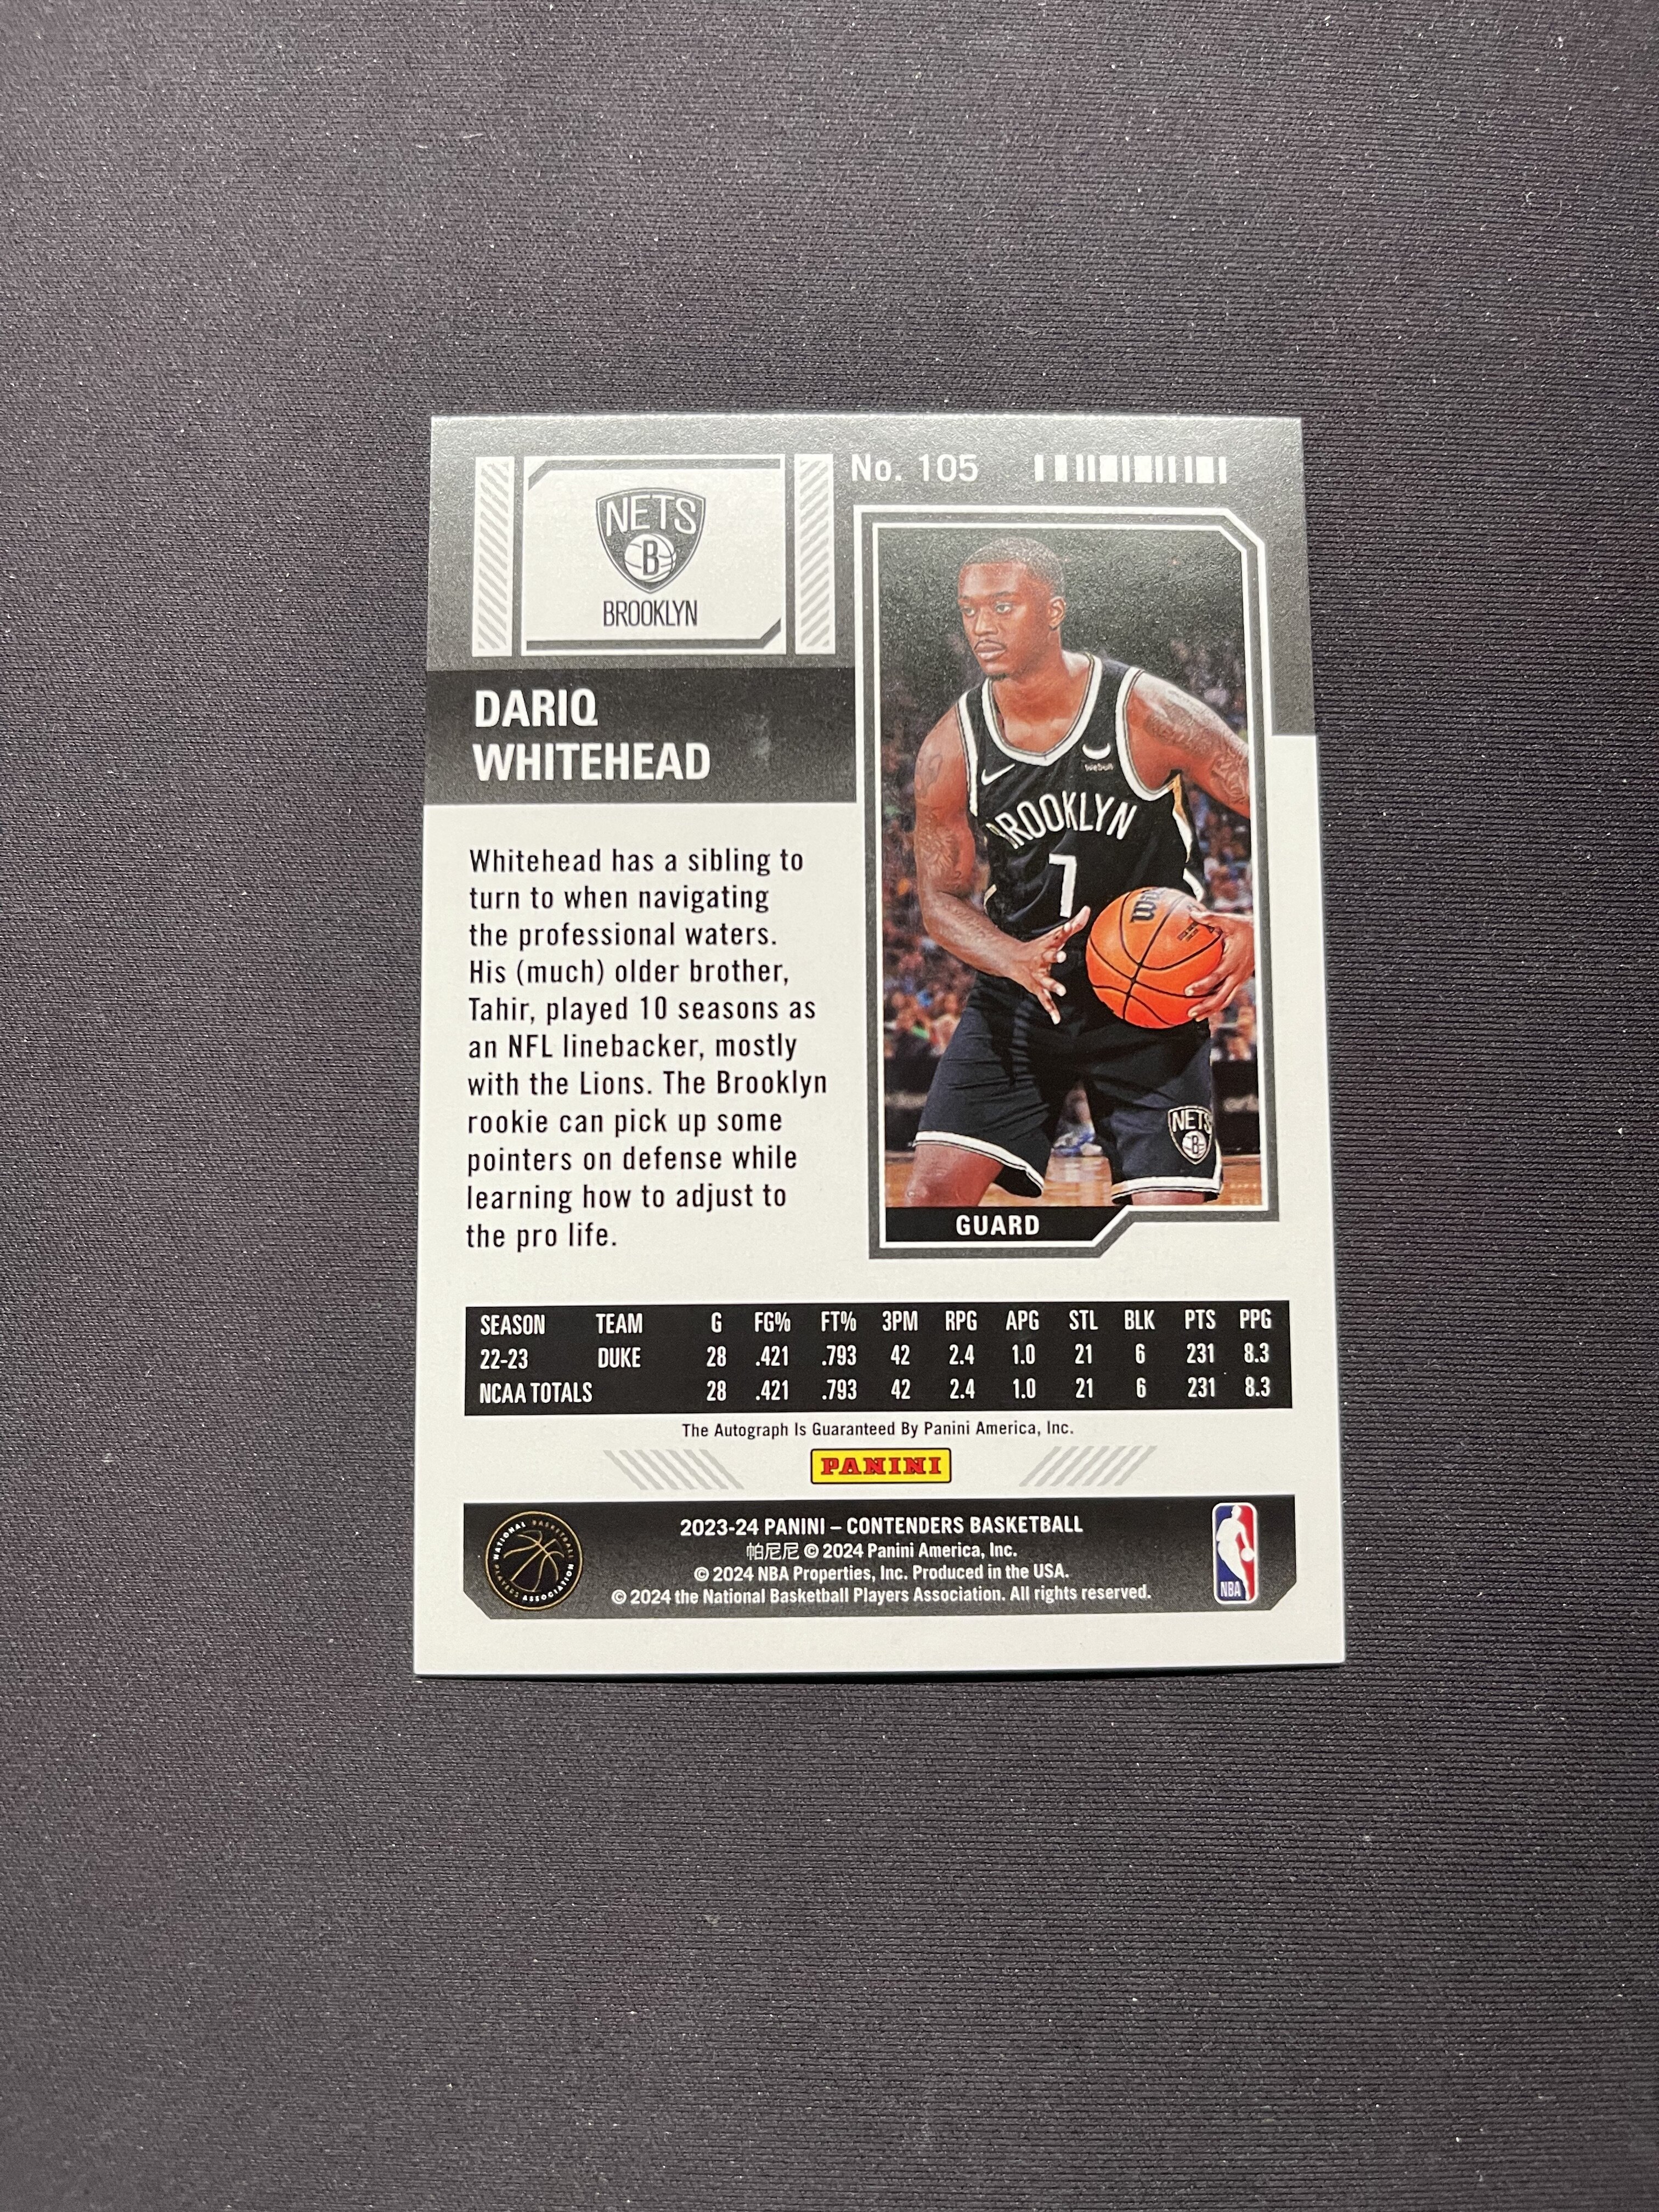 No. 105
NETS
B
BROOKLYN
DARIQ
WHITEHEAD
Whitehead has a sibling to
turn to when navigating
the professional waters.
His (much) older brother,
Tahir, played 10 seasons as
an NFL linebacker, mostly
with the Lions. The Brooklyn
rookie can pick up some
pointers on defense while
learning how to adjust to
the pro life.
Webull
BROOKLYN
7
NETS
B
GUARD
SEASON TEAM G FG% FT% 3PM RPG APG STL BLK PTS PPG
22-23 DUKE 28 .421 .793 42 2.4 1.0 21 6 231 8.3
NCAA TOTALS 28 .421 .793 42 2.4 1.0 21 6 231 8.3
The Autograph Is Guaranteed By Panini America, Inc.
PANINI
NATIONAL BASKETBALL PLAYERS ASSOCIATION
2023-24 PANINI – CONTENDERS BASKETBALL
帕尼尼 © 2024 Panini America, Inc.
© 2024 NBA Properties, Inc. Produced in the USA.
© 2024 the National Basketball Players Association. All rights reserved.
NBA